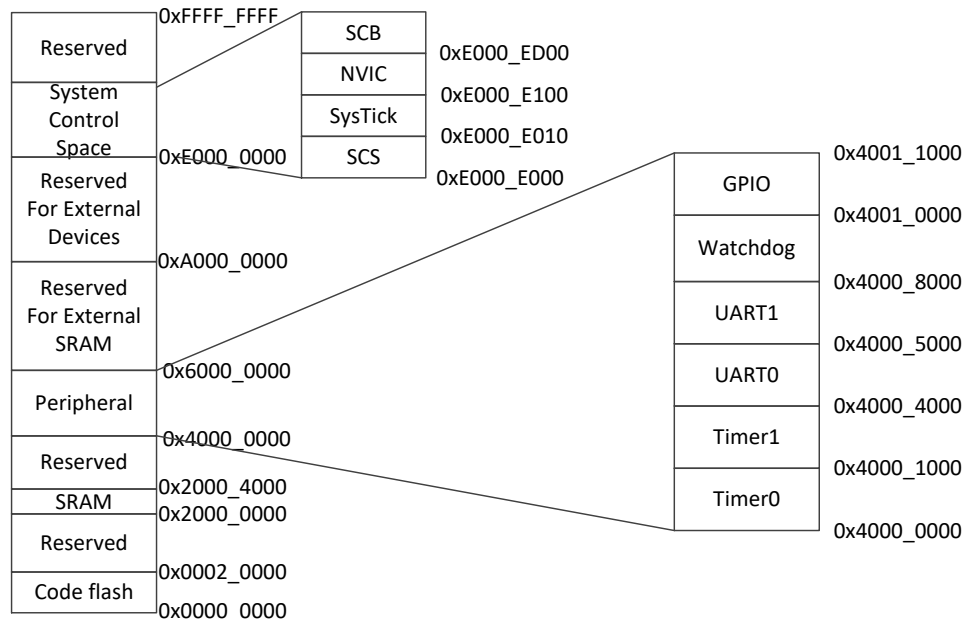 0xFFFF_FFFF
Reserved
System
Control
Space
0xE000_0000
Reserved
For External
Devices
0xA000_0000
Reserved
For External
SRAM
0x6000_0000
Peripheral
0x4000_0000
Reserved
0x2000_4000
SRAM
0x2000_0000
Reserved
0x0002_0000
Code flash
0x0000_0000
SCB
0xE000_ED00
NVIC
0xE000_E100
SysTick
0xE000_E010
SCS
0xE000_E000
0x4001_1000
GPIO
0x4001_0000
Watchdog
0x4000_8000
UART1
0x4000_5000
UART0
0x4000_4000
Timer1
0x4000_1000
Timer0
0x4000_0000